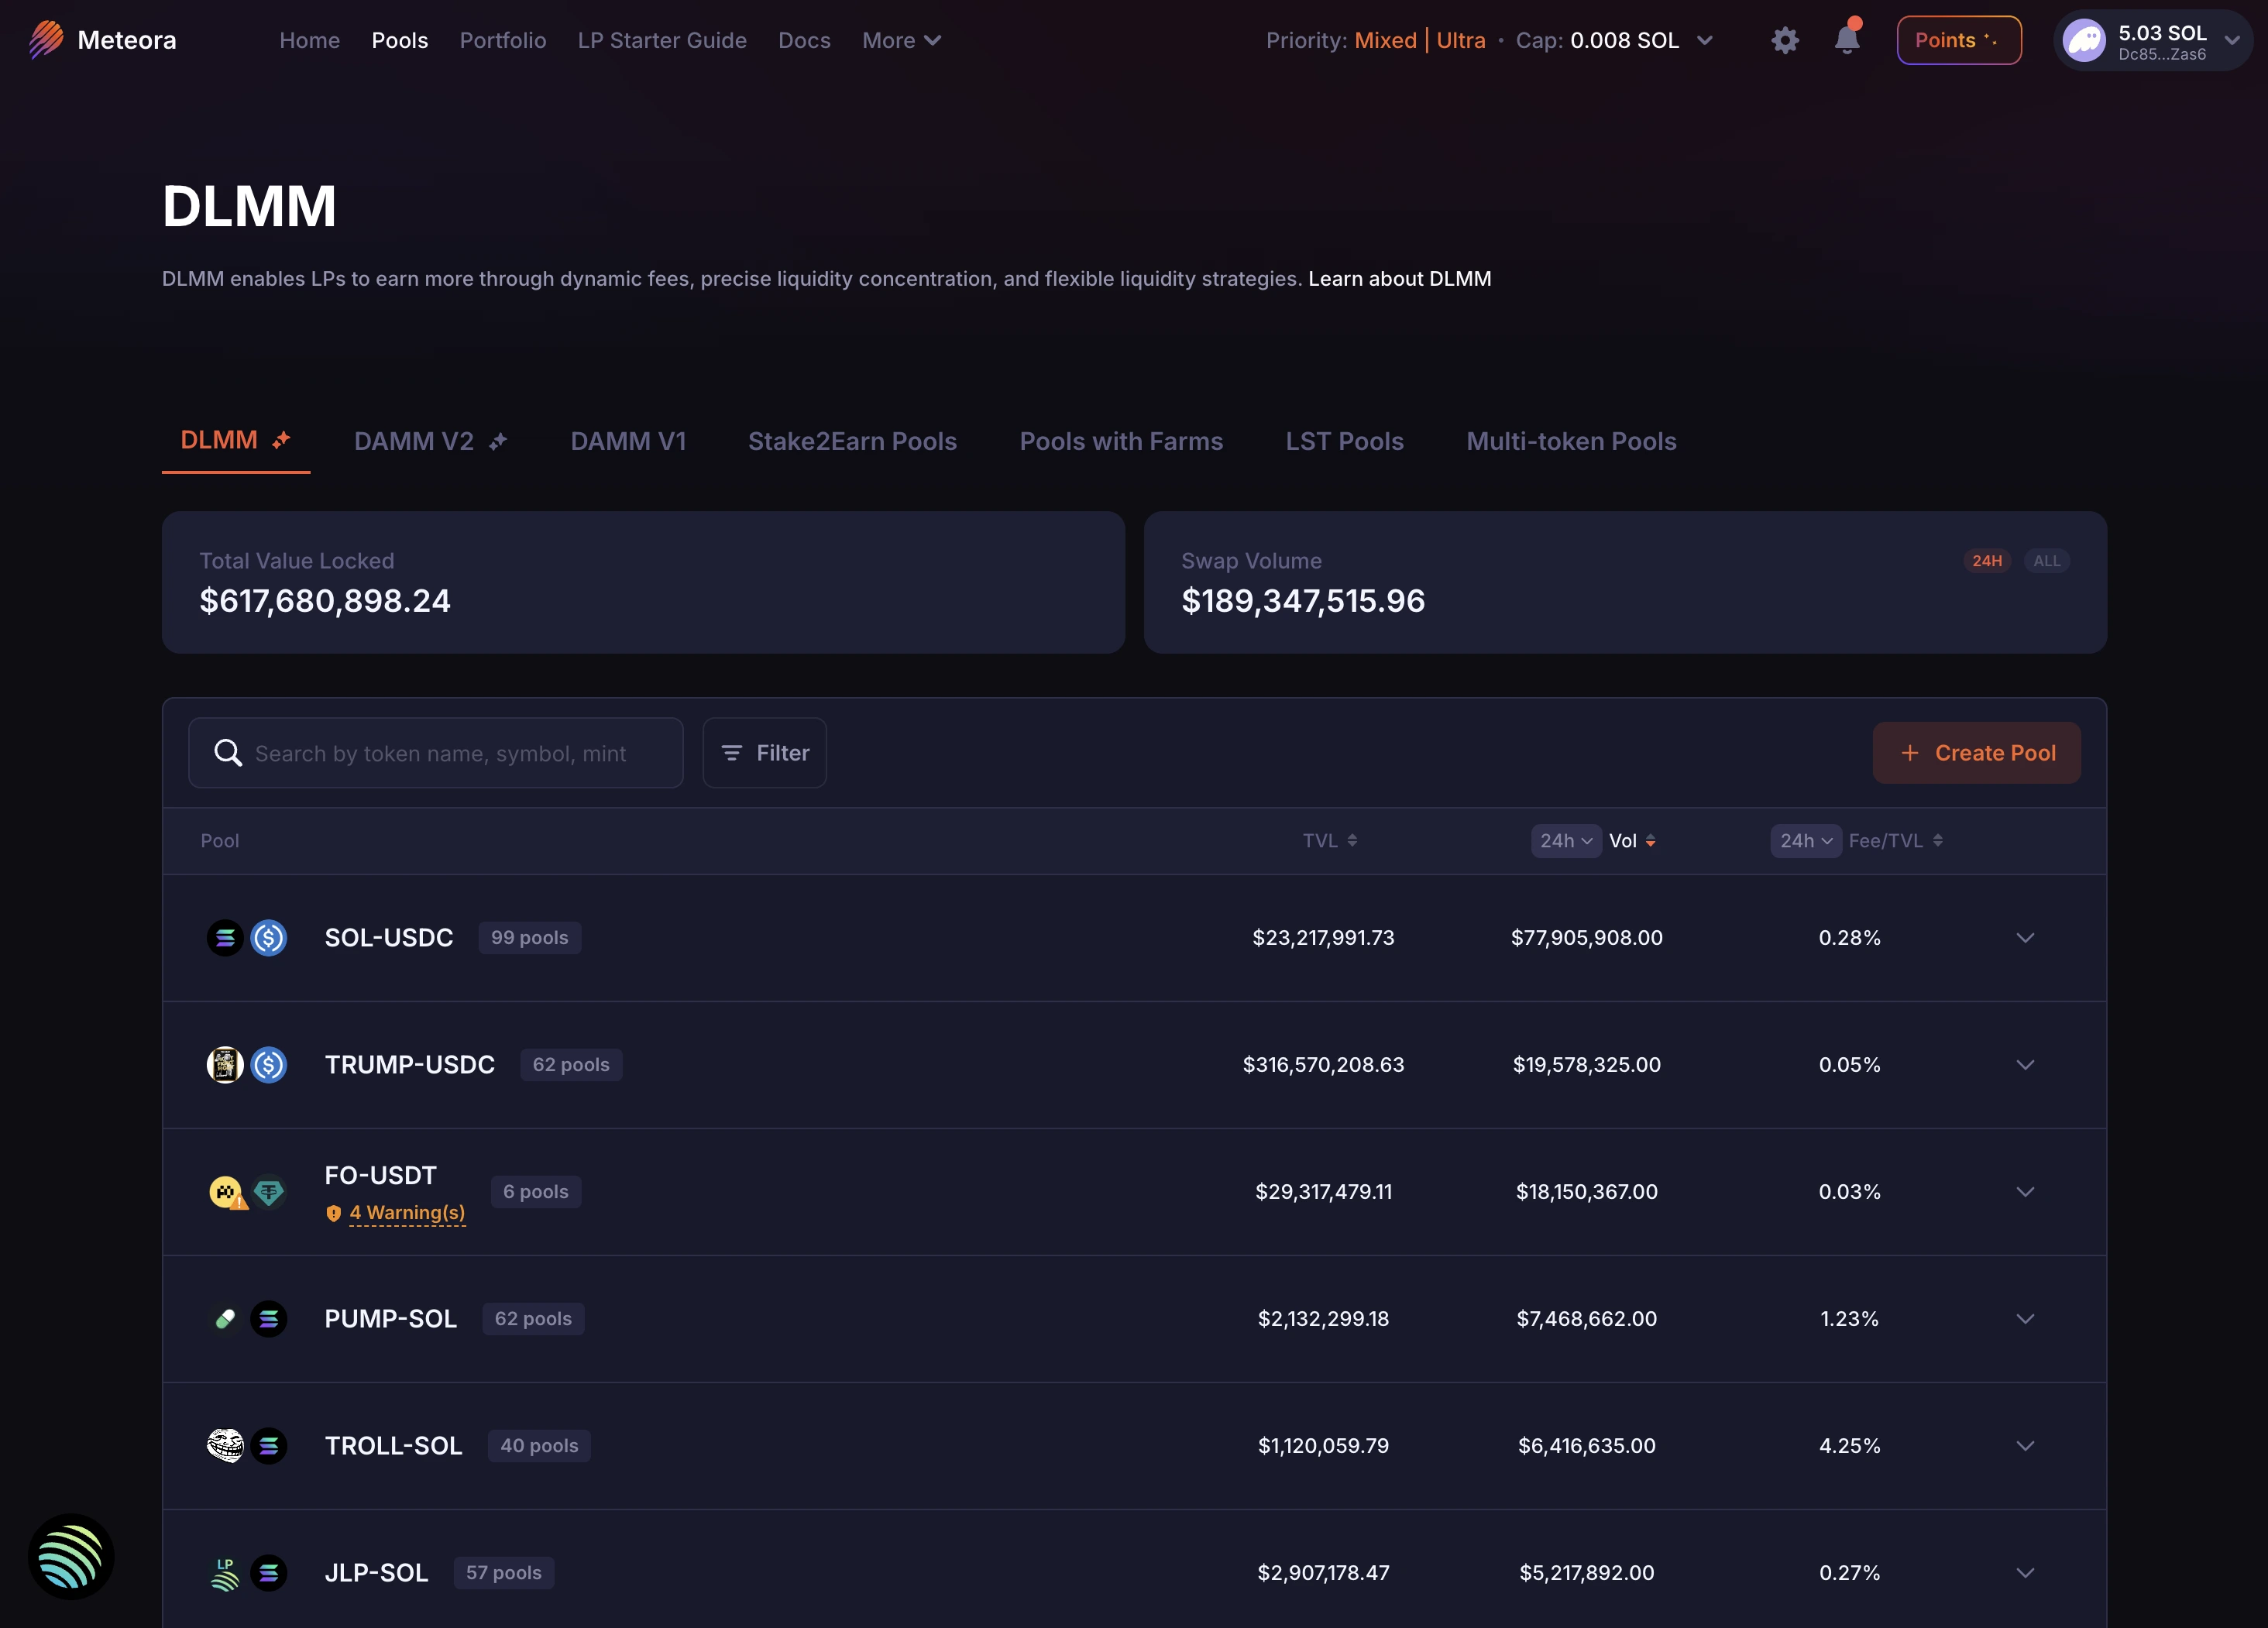 Meteora
Home Pools Portfolio LP Starter Guide Docs More
Priority: Mixed | Ultra • Cap: 0.008 SOL
Points
5.03 SOL
Dc85...Zas6
DLMM
DLMM enables LPs to earn more through dynamic fees, precise liquidity concentration, and flexible liquidity strategies. Learn about DLMM
DLMM DAMM V2 DAMM V1 Stake2Earn Pools Pools with Farms LST Pools Multi-token Pools
Total Value Locked
$617,680,898.24
Swap Volume 24H ALL
$189,347,515.96
Search by token name, symbol, mint Filter + Create Pool
Pool TVL 24h Vol 24h Fee/TVL
SOL-USDC 99 pools $23,217,991.73 $77,905,908.00 0.28%
TRUMP-USDC 62 pools $316,570,208.63 $19,578,325.00 0.05%
FO-USDT 6 pools $29,317,479.11 $18,150,367.00 0.03%
4 Warning(s)
PUMP-SOL 62 pools $2,132,299.18 $7,468,662.00 1.23%
TROLL-SOL 40 pools $1,120,059.79 $6,416,635.00 4.25%
LP
JLP-SOL 57 pools $2,907,178.47 $5,217,892.00 0.27%